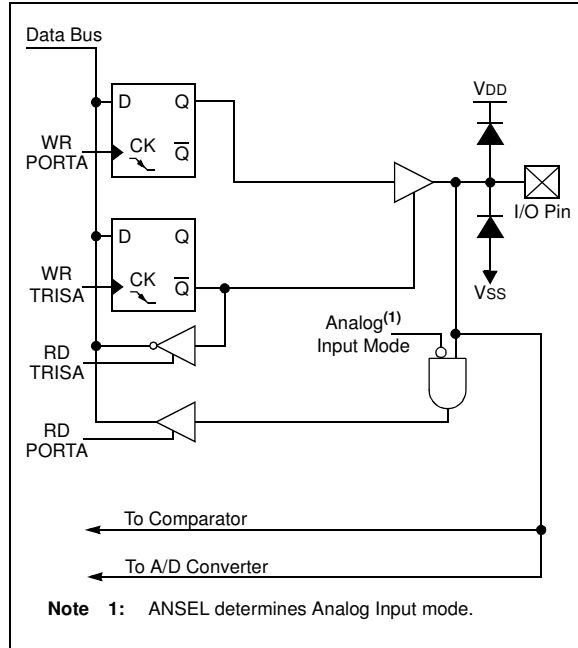 Data Bus
D Q
WR
PORTA
CK Q
VDD
I/O Pin
D Q
WR
TRISA
CK Q
VSS
Analog(1)
Input Mode
RD
TRISA
RD
PORTA
To Comparator
To A/D Converter
Note 1: ANSEL determines Analog Input mode.